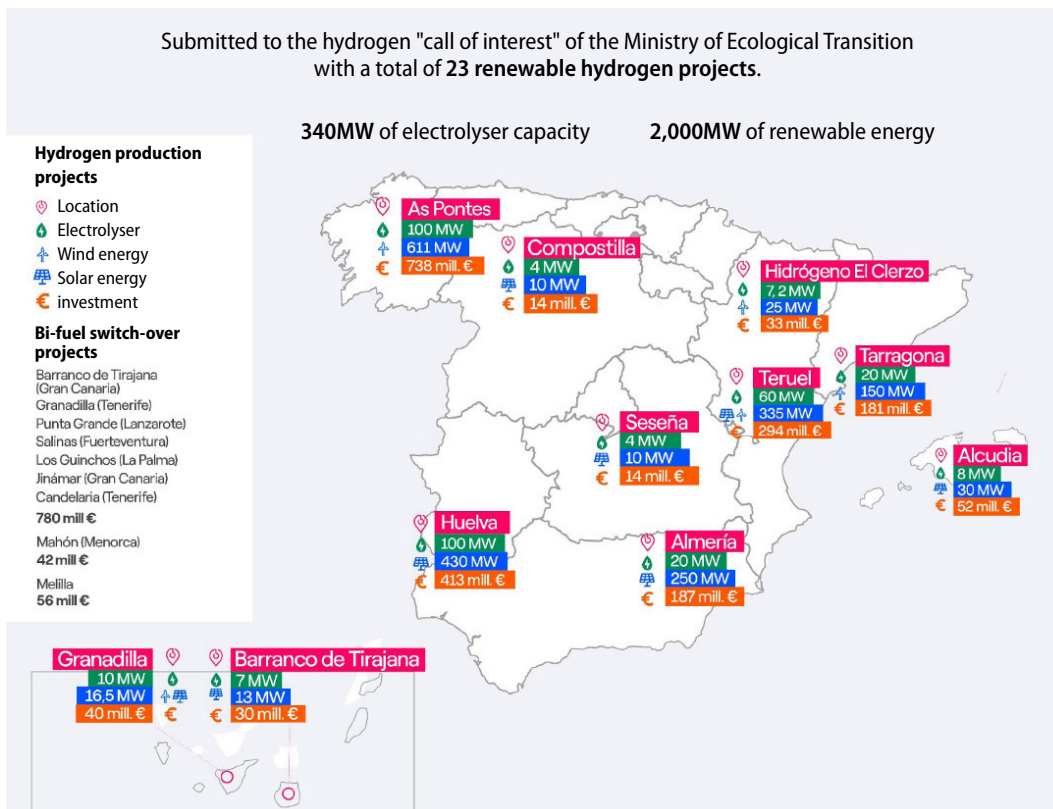 Submitted to the hydrogen "call of interest" of the Ministry of Ecological Transition
with a total of 23 renewable hydrogen projects.
340MW of electrolyser capacity
2,000MW of renewable energy
Hydrogen production
projects
Location
Electrolyser
Wind energy
Solar energy
€ investment
Bi-fuel switch-over
projects
Barranco de Tirajana
(Gran Canaria)
Granadilla (Tenerife)
Punta Grande (Lanzarote)
Salinas (Fuerteventura)
Los Guinchos (La Palma)
Jinámar (Gran Canaria)
Candelaria (Tenerife)
780 mill €
Mahón (Menorca)
42 mill €
Melilla
56 mill €
As Pontes
100 MW
611 MW
€ 738 mill. €
Compostilla
4 MW
10 MW
€ 14 mill. €
Hidrógeno El Clerzo
7,2 MW
25 MW
€ 33 mill. €
Tarragona
20 MW
150 MW
€ 181 mill. €
Teruel
60 MW
335 MW
€ 294 mill. €
Seseña
4 MW
10 MW
€ 14 mill. €
Alcudia
8 MW
30 MW
€ 52 mill. €
Huelva
100 MW
430 MW
€ 413 mill. €
Almería
20 MW
250 MW
€ 187 mill. €
Granadilla
10 MW
16,5 MW
40 mill. € €
Barranco de Tirajana
7 MW
13 MW
€ 30 mill. €